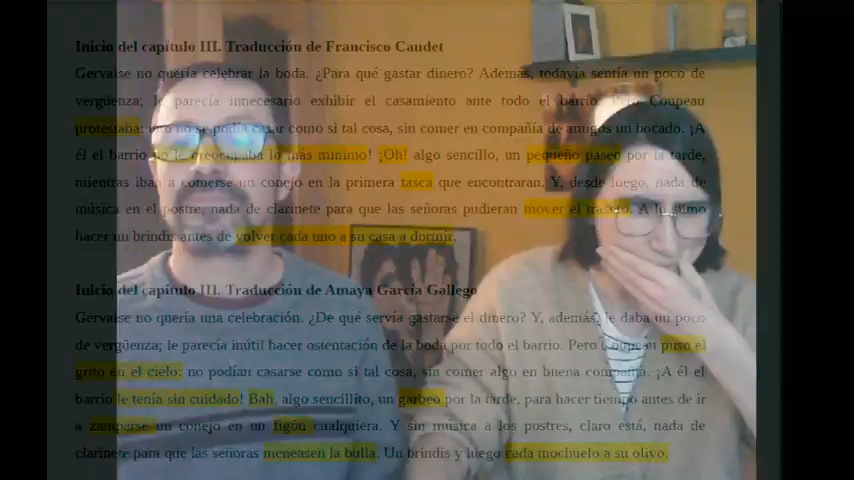 Inicio del capítulo III. Traducción de Francisco Caudet
Gervaise no quería celebrar la boda. ¿Para qué gastar dinero? Además, todavía sentía un poco de
vergüenza; le parecía innecesario exhibir el casamiento ante todo el barrio. Pero Coupeau
protestaba: no se podía casar como si tal cosa, sin comer en compañía de amigos un bocado. ¡A
él el barrio no le preocupaba lo más mínimo! ¡Oh! algo sencillo, un pequeño paseo por la tarde,
mientras iban a comerse un conejo en la primera tasca que encontraran. Y, desde luego, nada de
música en el postre, nada de clarinete para que las señoras pudieran mover el trasero. A lo sumo
hacer un brindis antes de volver cada uno a su casa a dormir.
Inicio del capítulo III. Traducción de Amaya García Gallego
Gervaise no quería una celebración. ¿De qué servía gastarse el dinero? Y, además, le daba un poco
de vergüenza; le parecía inútil hacer ostentación de la boda por todo el barrio. Pero Coupeau puso el
grito en el cielo: no podían casarse como si tal cosa, sin comer algo en buena compañía. ¡A él el
barrio le tenía sin cuidado! Bah, algo sencillito, un garbeo por la tarde, para hacer tiempo antes de ir
a zamparse un conejo en un figón cualquiera. Y sin música a los postres, claro está, nada de
clarinete para que las señoras meneasen la bulla. Un brindis y luego cada mochuelo a su olivo.